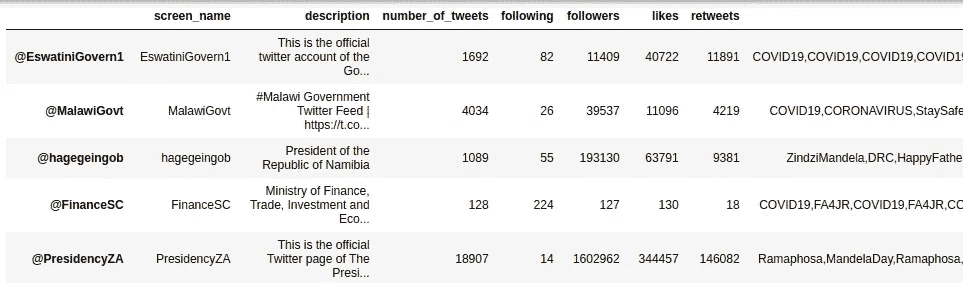 screen_name description number_of_tweets following followers likes retweets
This is the official
@EswatiniGovern1 EswatiniGovern1 twitter account of the 1692 82 11409 40722 11891 COVID19,COVID19,COVID19,COVID19
Go...
#Malawi Government
@MalawiGovt MalawiGovt Twitter Feed | 4034 26 39537 11096 4219 COVID19,CORONAVIRUS,StaySafe
https://t.co...
President of the
@hagegeingob hagegeingob 1089 55 193130 63791 9381 ZindziMandela,DRC,HappyFathe
Republic of Namibia
Ministry of Finance,
@FinanceSC FinanceSC Trade, Investment and 128 224 127 130 18 COVID19,FA4JR,COVID19,FA4JR,CO
Eco...
This is the official
@PresidencyZA PresidencyZA Twitter page of The 18907 14 1602962 344457 146082 Ramaphosa,MandelaDay,Ramaphosa,
Presi...